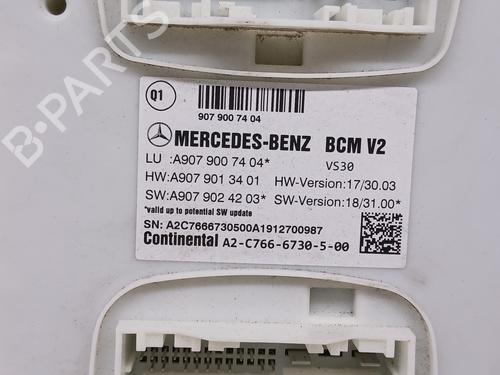 Q1
907 900 74 04
MERCEDES-BENZ BCM V2
LU :A907 900 74 04* VS30
HW:A907 901 34 01 HW-Version:17/30.03
SW:A907 902 42 03* SW-Version:18/31.00*
*valid up to potential SW update
SN: A2C7666730500A1912700987
Continental A2-C766-6730-5-00
B-PARTS
B-PARTS